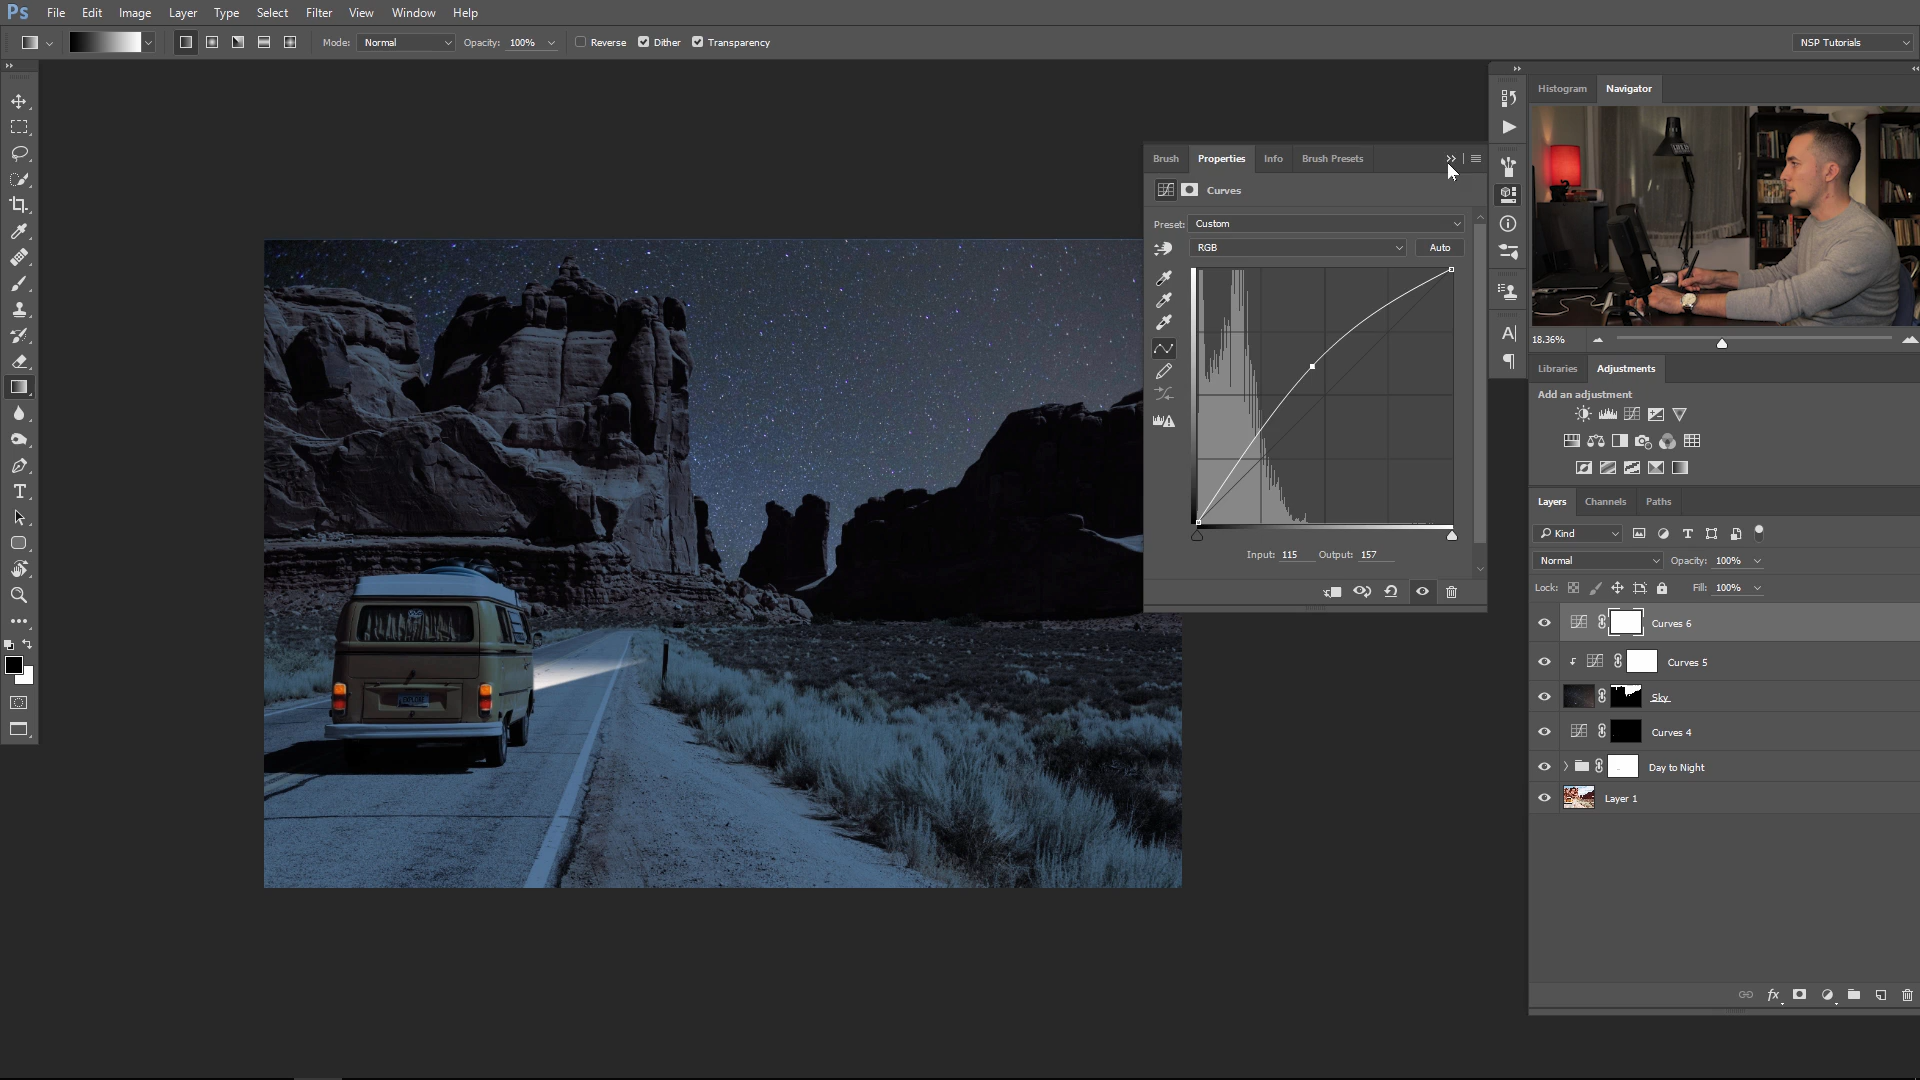 Ps File Edit Image Layer Type Select Filter View Window Help
Mode: Normal Opacity: 100% Reverse Dither Transparency NSP Tutorials
Histogram Navigator
Brush Properties Info Brush Presets
Curves
Preset: Custom
RGB Auto
Input: 115 Output: 157
18.36%
Libraries Adjustments
Add an adjustment
Layers Channels Paths
Kind
Normal Opacity: 100%
Lock: Fill: 100%
Curves 6
Curves 5
Sky
Curves 4
Day to Night
Layer 1